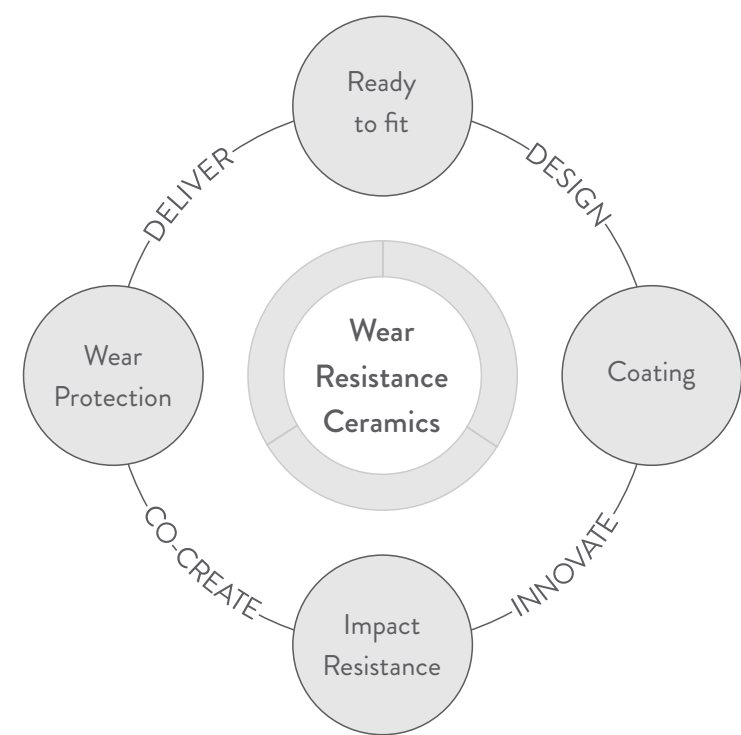 Ready
to fit
DELIVER
DESIGN
Wear
Protection
Wear
Resistance
Ceramics
Coating
CO-CREATE
INNOVATE
Impact
Resistance